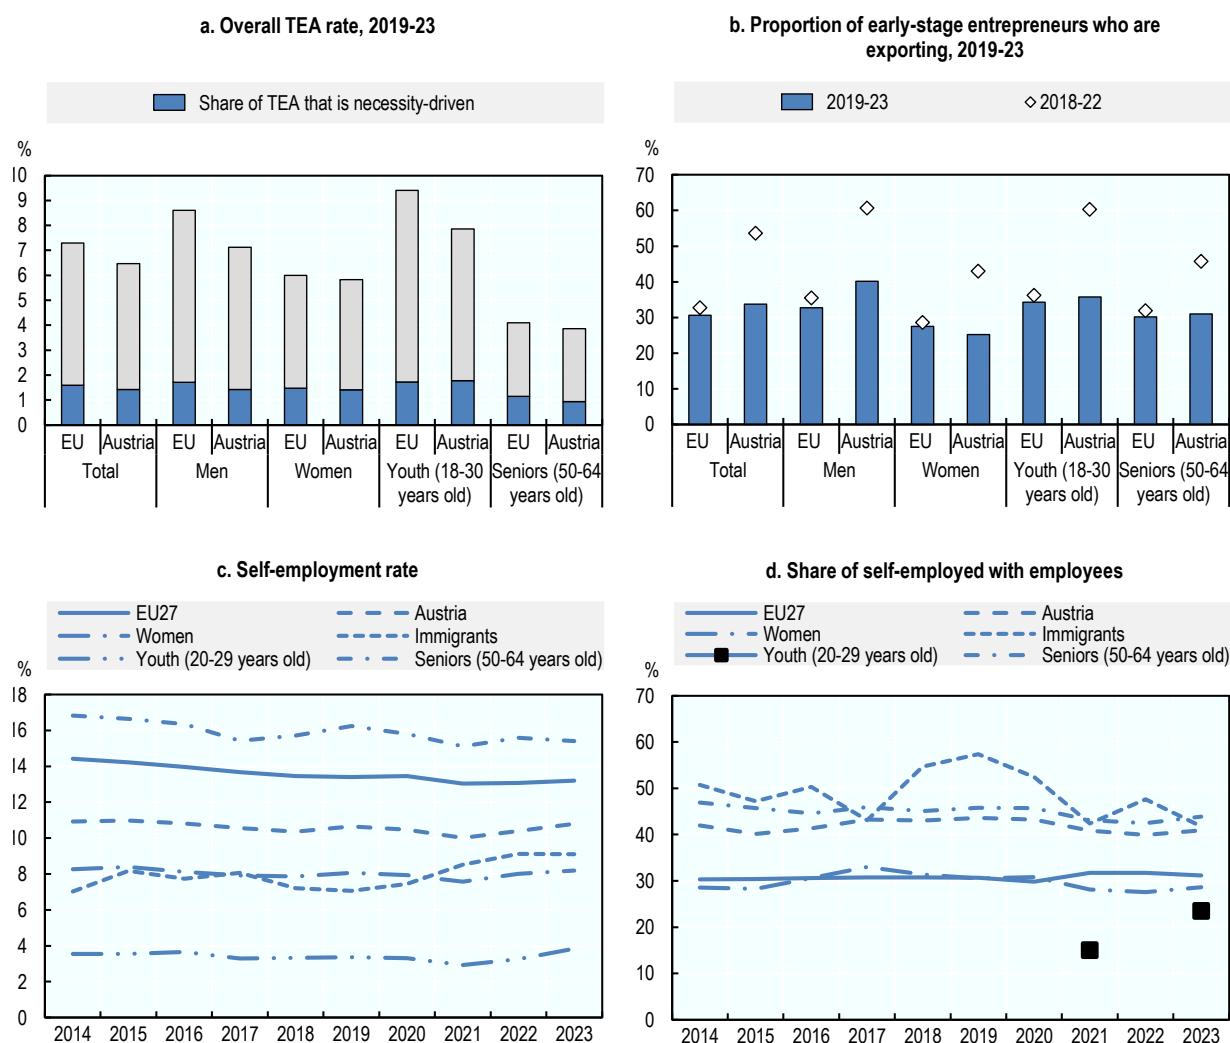 a. Overall TEA rate, 2019-23
Share of TEA that is necessity-driven
%
10
9
8
7
6
5
4
3
2
1
0
EU Austria EU Austria EU Austria EU Austria EU Austria
Total Men Women Youth (18-30 years old) Seniors (50-64 years old)
b. Proportion of early-stage entrepreneurs who are
exporting, 2019-23
2019-23 2018-22
%
70
60
50
40
30
20
10
0
EU Austria EU Austria EU Austria EU Austria EU Austria
Total Men Women Youth (18-30 years old) Seniors (50-64 years old)
c. Self-employment rate
EU27 Austria
Women Immigrants
Youth (20-29 years old) Seniors (50-64 years old)
%
18
16
14
12
10
8
6
4
2
0
2014 2015 2016 2017 2018 2019 2020 2021 2022 2023
d. Share of self-employed with employees
EU27 Austria
Women Immigrants
Youth (20-29 years old) Seniors (50-64 years old)
%
70
60
50
40
30
20
10
0
2014 2015 2016 2017 2018 2019 2020 2021 2022 2023